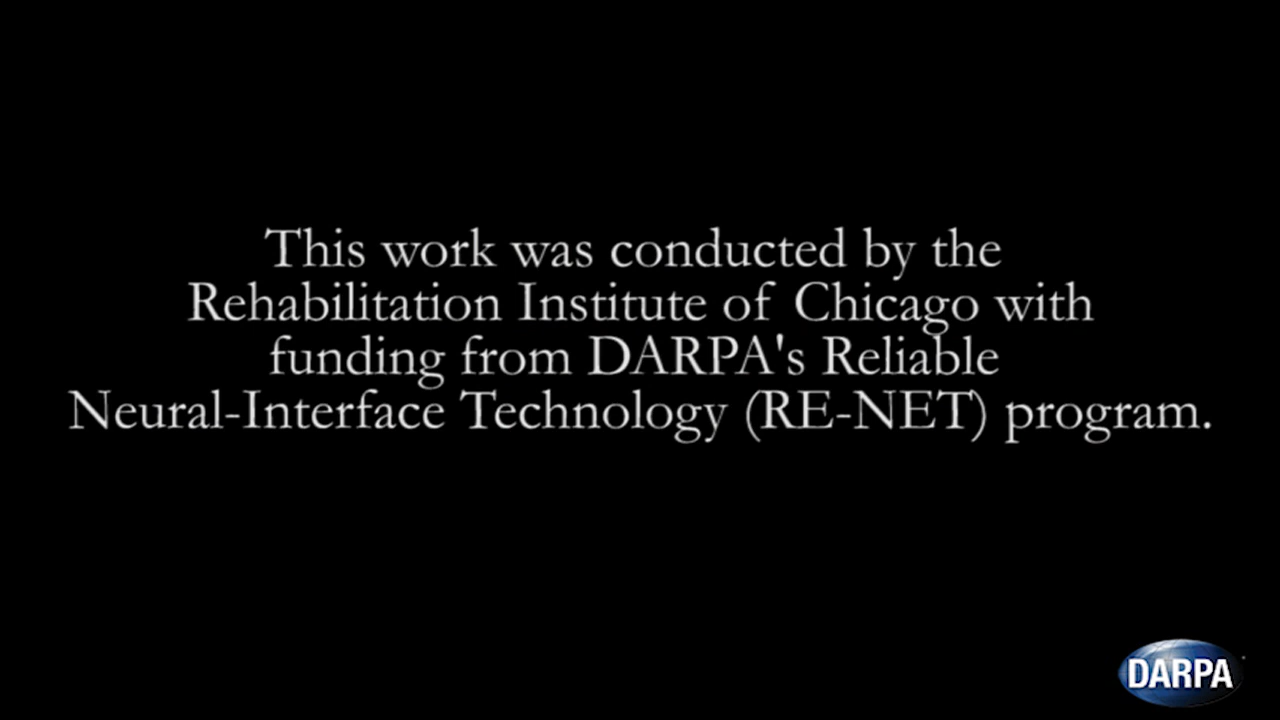 This work was conducted by the
Rehabilitation Institute of Chicago with
funding from DARPA's Reliable
Neural-Interface Technology (RE-NET) program.
DARPA